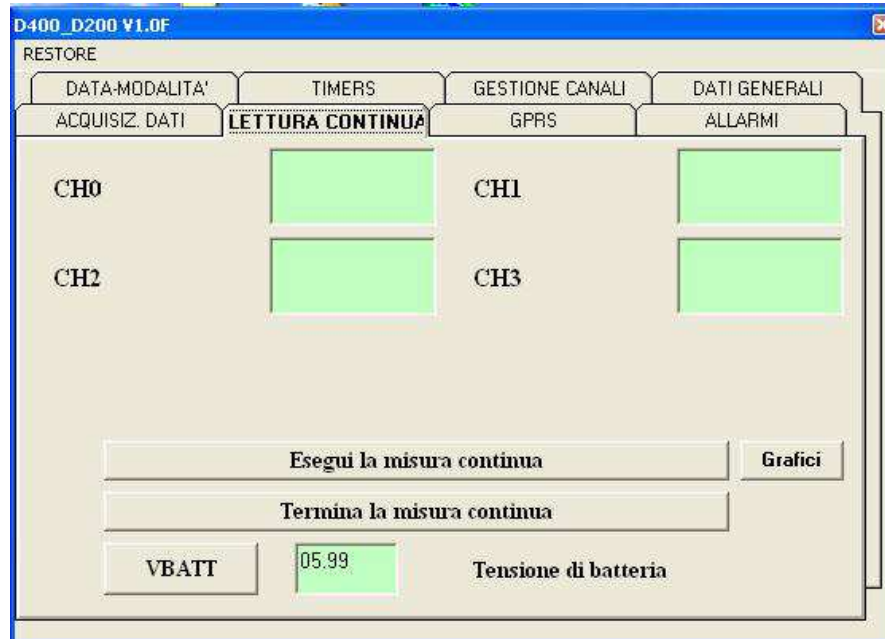 D400_D200 V1.0F
RESTORE
DATA-MODALITA' TIMERS GESTIONE CANALI DATI GENERALI
ACQUISIZ. DATI LETTURA CONTINUA GPRS ALLARMI
CH0 CH1
CH2 CH3
Esegui la misura continua Grafici
Termina la misura continua
VBATT 05.99 Tensione di batteria